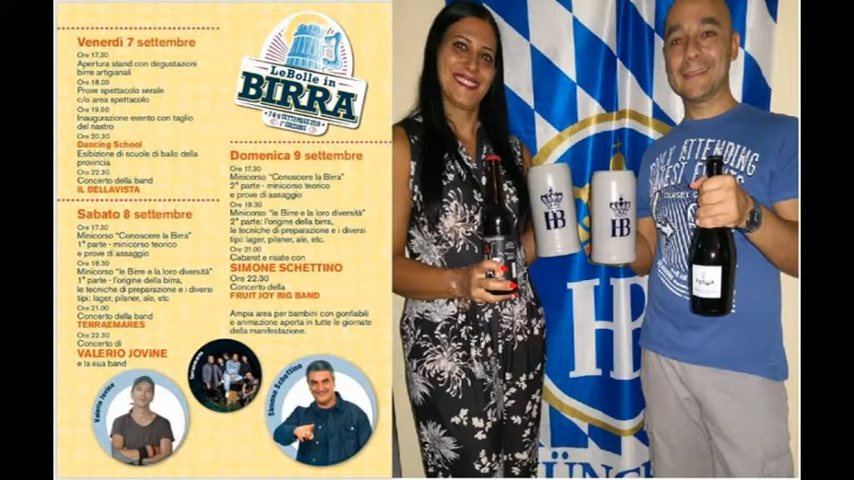 Venerdì 7 settembre
Ore 17.30
Apertura stand con degustazioni
birre artigianali
Ore 18.00
Prove spettacolo serale
c/o area spettacolo
Ore 19.00
Inaugurazione evento con taglio
del nastro
Ore 20.30
Dancing School
Esibizione di scuole di ballo della
provincia
Ore 22.30
Concerto della band
IL BELLAVISTA
Sabato 8 settembre
Ore 17.30
Minicorso "Conoscere la Birra"
1° parte - minicorso teorico
e prove di assaggio
Ore 18.30
Minicorso "le Birre e la loro diversità"
1° parte - l'origine della birra,
le tecniche di preparazione e i diversi
tipi: lager, pilsner, ale, etc
Ore 21.00
Concerto della band
TERRAEMARES
Ore 22.30
Concerto di
VALERIO JOVINE
e la sua band
Valerio Jovine
LeBolle in
BIRRA
Domenica 9 settembre
Ore 17.30
Minicorso "Conoscere la Birra"
2° parte - minicorso teorico
e prove di assaggio
Ore 18.30
Minicorso "le Birre e la loro diversità"
2° parte: l'origine della birra,
le tecniche di preparazione e i diversi
tipi: lager, pilsner, ale, etc.
Ore 21.00
Cabaret e risate con
SIMONE SCHETTINO
Ore 22.30
Concerto della
FRUIT JOY BIG BAND
Ampia area per bambini con gonfiabili
e animazione aperta in tutte le giornate
della manifestazione.
Simone Schettino
HB
HB
HB
ONLY ATTENDING